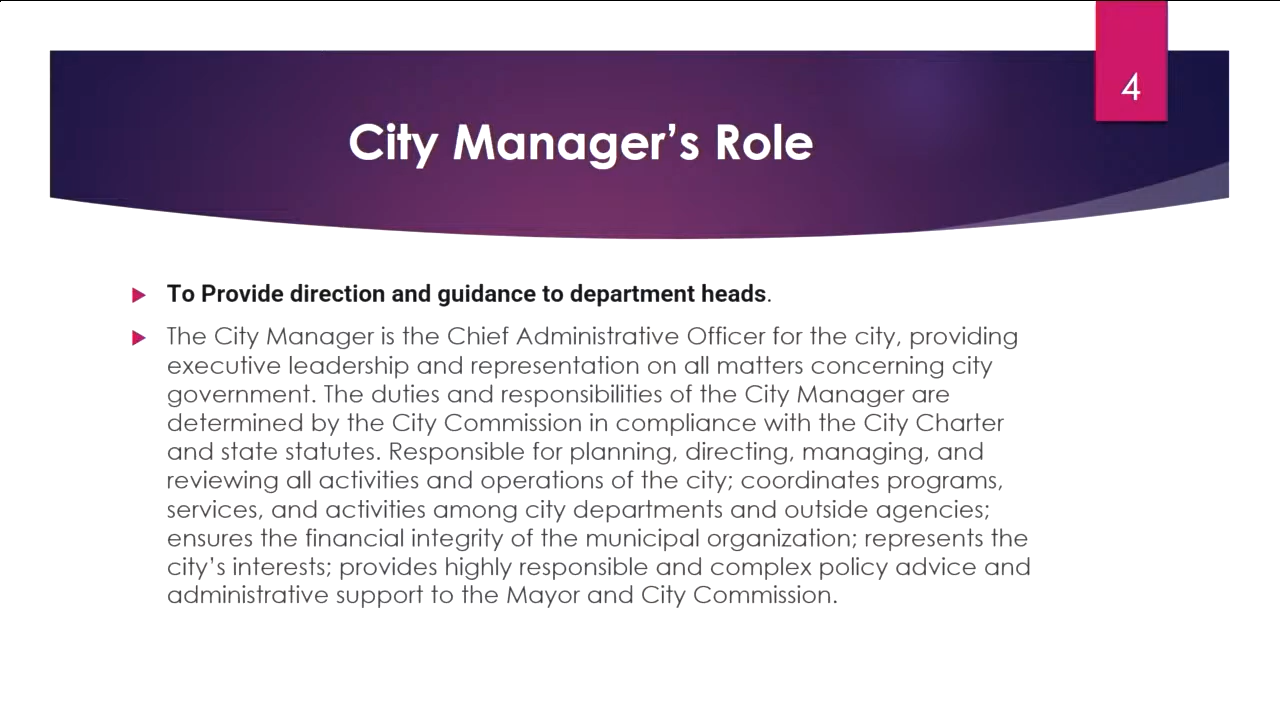 4
City Manager’s Role
To Provide direction and guidance to department heads.
The City Manager is the Chief Administrative Officer for the city, providing
executive leadership and representation on all matters concerning city
government. The duties and responsibilities of the City Manager are
determined by the City Commission in compliance with the City Charter
and state statutes. Responsible for planning, directing, managing, and
reviewing all activities and operations of the city; coordinates programs,
services, and activities among city departments and outside agencies;
ensures the financial integrity of the municipal organization; represents the
city’s interests; provides highly responsible and complex policy advice and
administrative support to the Mayor and City Commission.